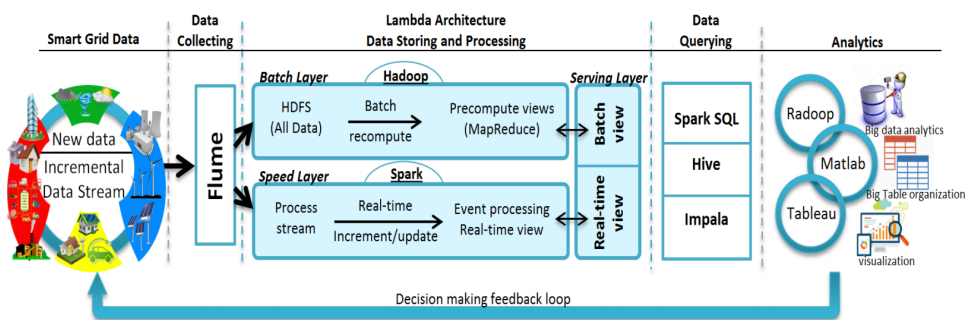 Smart Grid Data
Data
Collecting
Lambda Architecture
Data Storing and Processing
Data
Querying
Analytics
New data
Incremental
Data Stream
Flume
Batch Layer
Hadoop
HDFS
(All Data)
Batch
recompute
Precompute views
(MapReduce)
Speed Layer
Spark
Process
stream
Real-time
Increment/update
Event processing
Real-time view
Serving Layer
Batch
view
Real-time
view
Spark SQL
Hive
Impala
Radoop
Matlab
Tableau
Big data analytics
Big Table organization
visualization
Decision making feedback loop